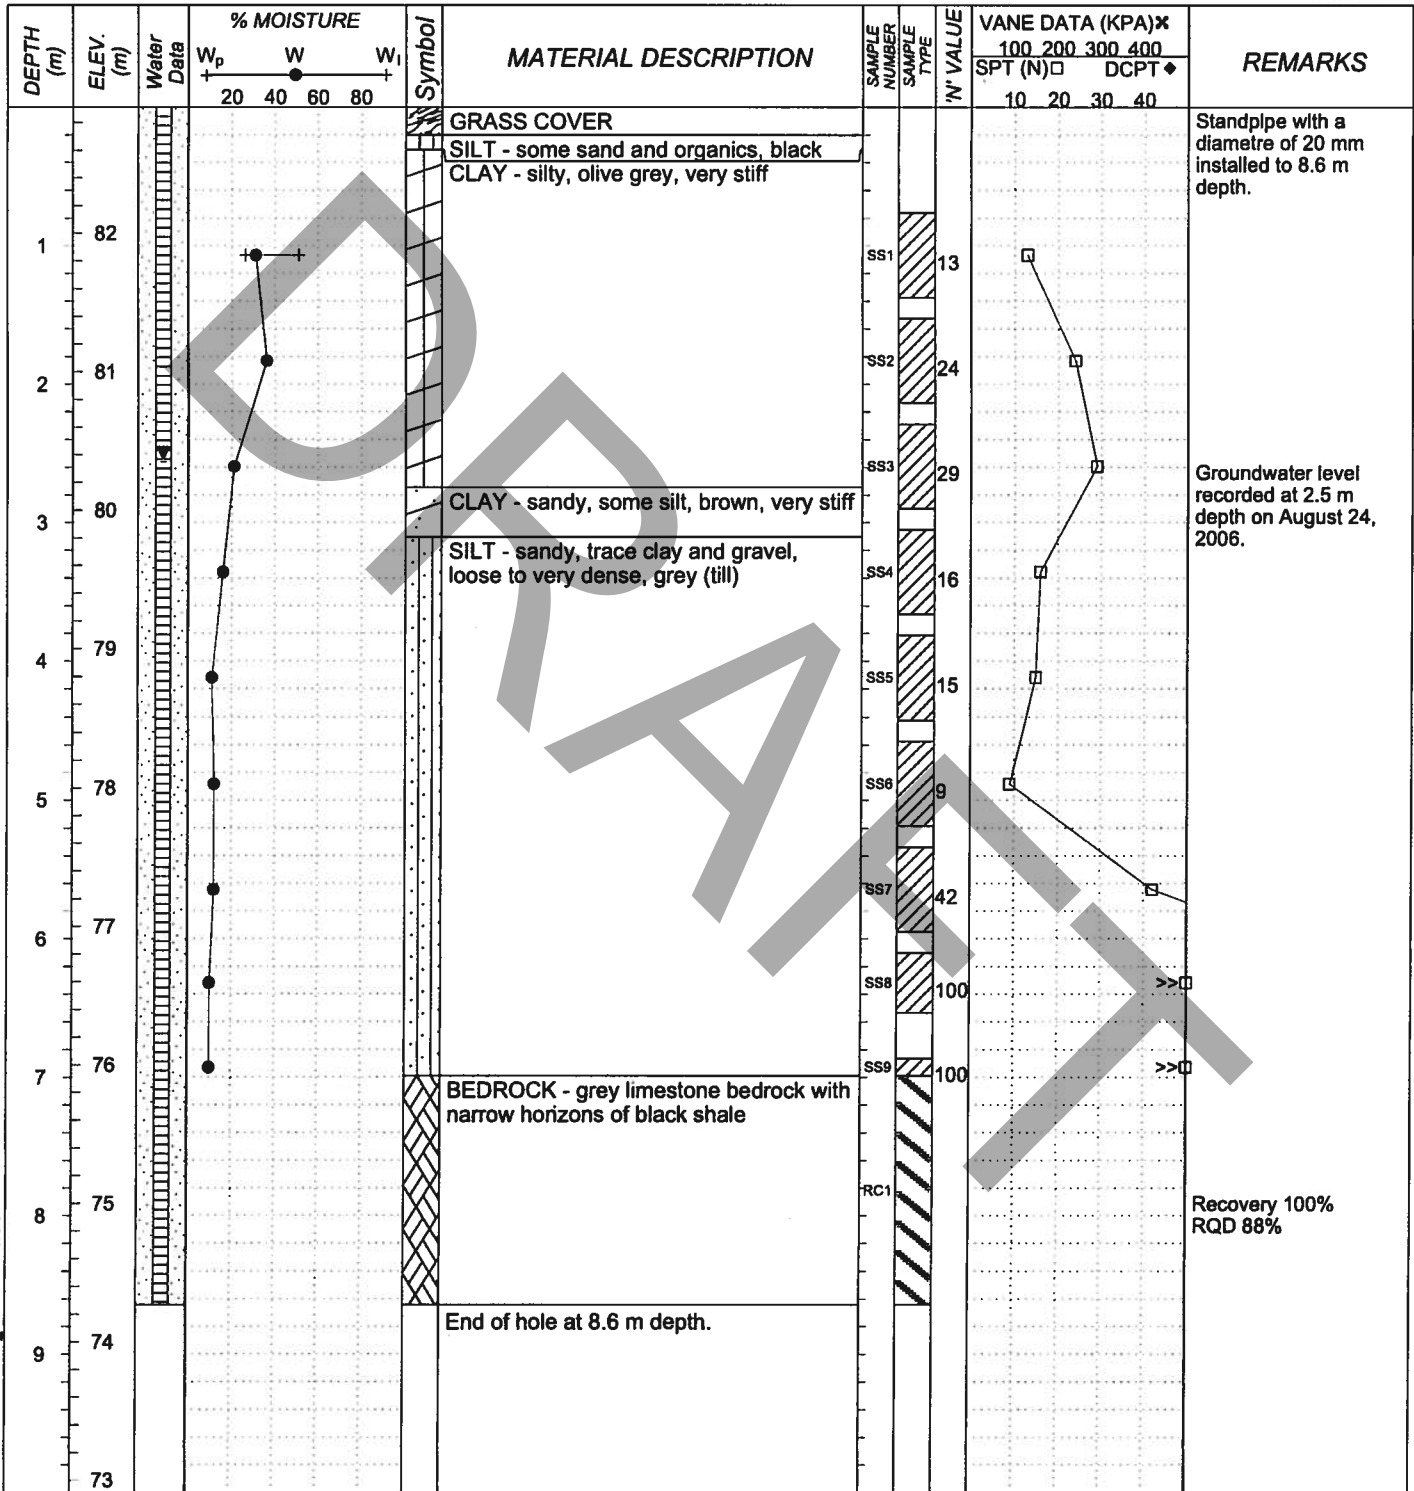 DEPTH (m)
ELEV. (m)
Water Data
% MOISTURE
Wp W Wl
20 40 60 80
Symbol
MATERIAL DESCRIPTION
SAMPLE NUMBER
SAMPLE TYPE
'N' VALUE
VANE DATA (KPA)
100 200 300 400
SPT (N) DCPT
10 20 30 40
REMARKS
GRASS COVER
SILT - some sand and organics, black
CLAY - silty, olive grey, very stiff
Standpipe with a
diametre of 20 mm
installed to 8.6 m
depth.
82
1
SS1
13
SS2
24
81
2
SS3
29
Groundwater level
recorded at 2.5 m
depth on August 24,
2006.
CLAY - sandy, some silt, brown, very stiff
80
3
SILT - sandy, trace clay and gravel,
loose to very dense, grey (till)
SS4
16
79
4
SS5
15
78
5
SS6
9
SS7
42
77
6
SS8
100
>>
76
7
SS9
100
>>
BEDROCK - grey limestone bedrock with
narrow horizons of black shale
RC1
75
8
Recovery 100%
RQD 88%
End of hole at 8.6 m depth.
74
9
73
DRAFT